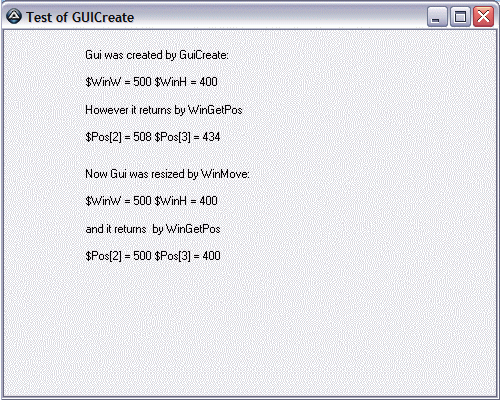 Test of GUICreate
Gui was created by GuiCreate:
$WinW = 500 $WinH = 400
However it returns by WinGetPos
$Pos[2] = 508 $Pos[3] = 434
Now Gui was resized by WinMove:
$WinW = 500 $WinH = 400
and it returns  by WinGetPos
$Pos[2] = 500 $Pos[3] = 400